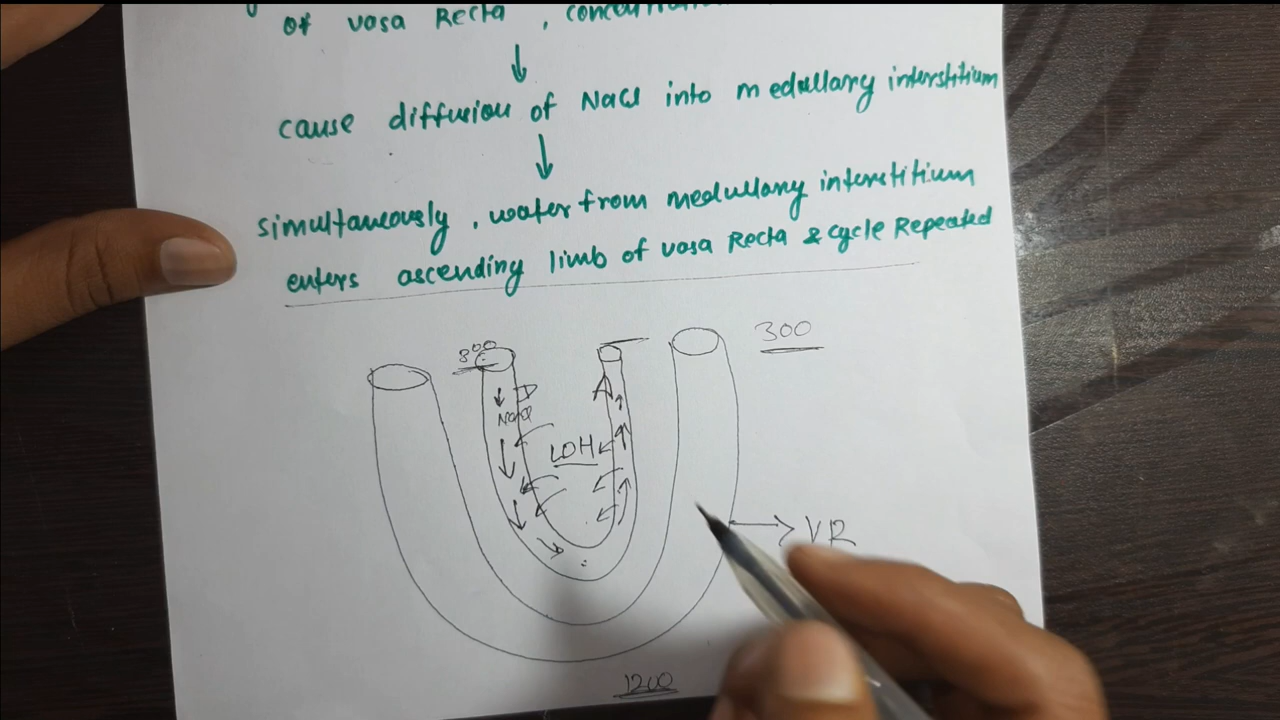 of vasa Recta , concentration
cause diffusion of NaCl into medullary interstitium
simultaneously , water from medullary interstitium
enters ascending limb of vasa Recta & cycle Repeated
300
300
NaCl
LOH
VR
1200